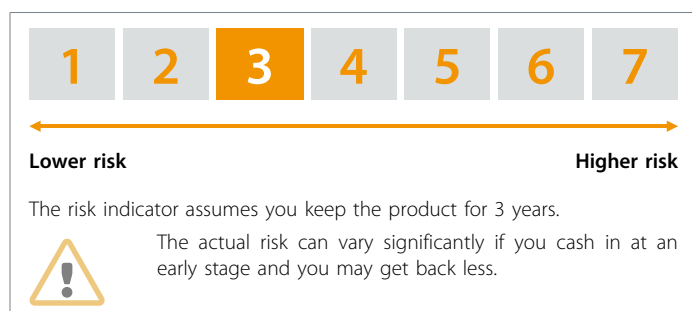 1 2 3 4 5 6 7
Lower risk Higher risk
The risk indicator assumes you keep the product for 3 years.
The actual risk can vary significantly if you cash in at an
early stage and you may get back less.